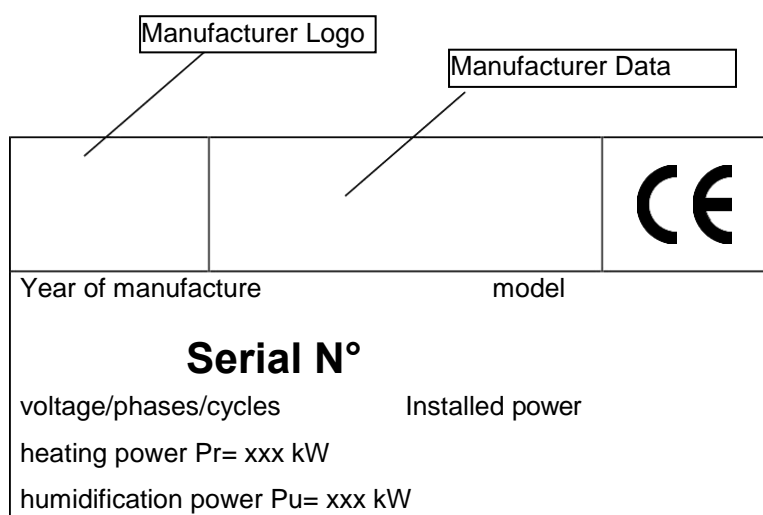 Manufacturer Logo
Manufacturer Data
CE
Year of manufacture model
Serial N°
voltage/phases/cycles Installed power
heating power Pr= xxx kW
humidification power Pu= xxx kW